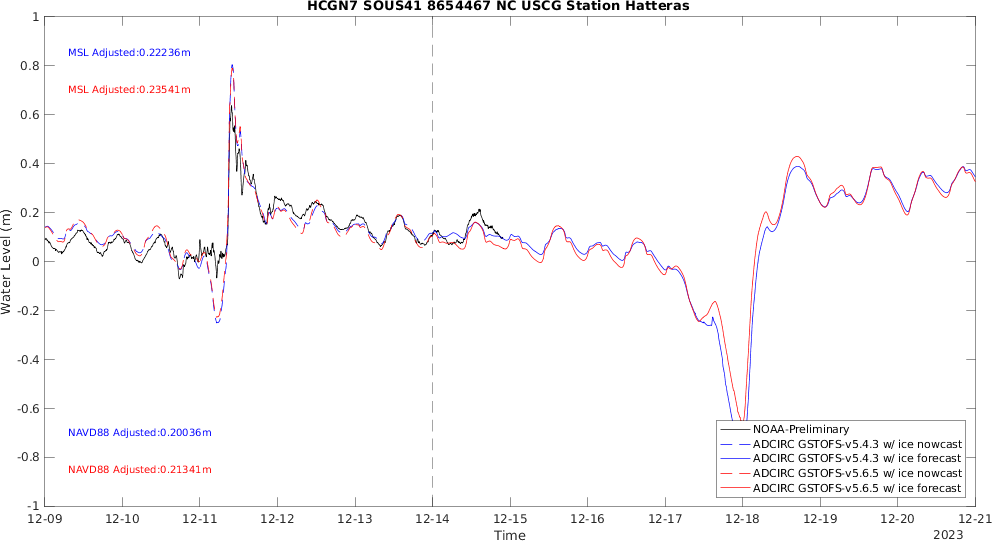 HCGN7 SOUS41 8654467 NC USCG Station Hatteras
1
0.8
0.6
0.4
0.2
0
-0.2
-0.4
-0.6
-0.8
-1
Water Level (m)
MSL Adjusted:0.22236m
MSL Adjusted:0.23541m
NAVD88 Adjusted:0.20036m
NAVD88 Adjusted:0.21341m
NOAA-Preliminary
ADCIRC GSTOFS-v5.4.3 w/ ice nowcast
ADCIRC GSTOFS-v5.4.3 w/ ice forecast
ADCIRC GSTOFS-v5.6.5 w/ ice nowcast
ADCIRC GSTOFS-v5.6.5 w/ ice forecast
12-09 12-10 12-11 12-12 12-13 12-14 12-15 12-16 12-17 12-18 12-19 12-20 12-21
Time
2023